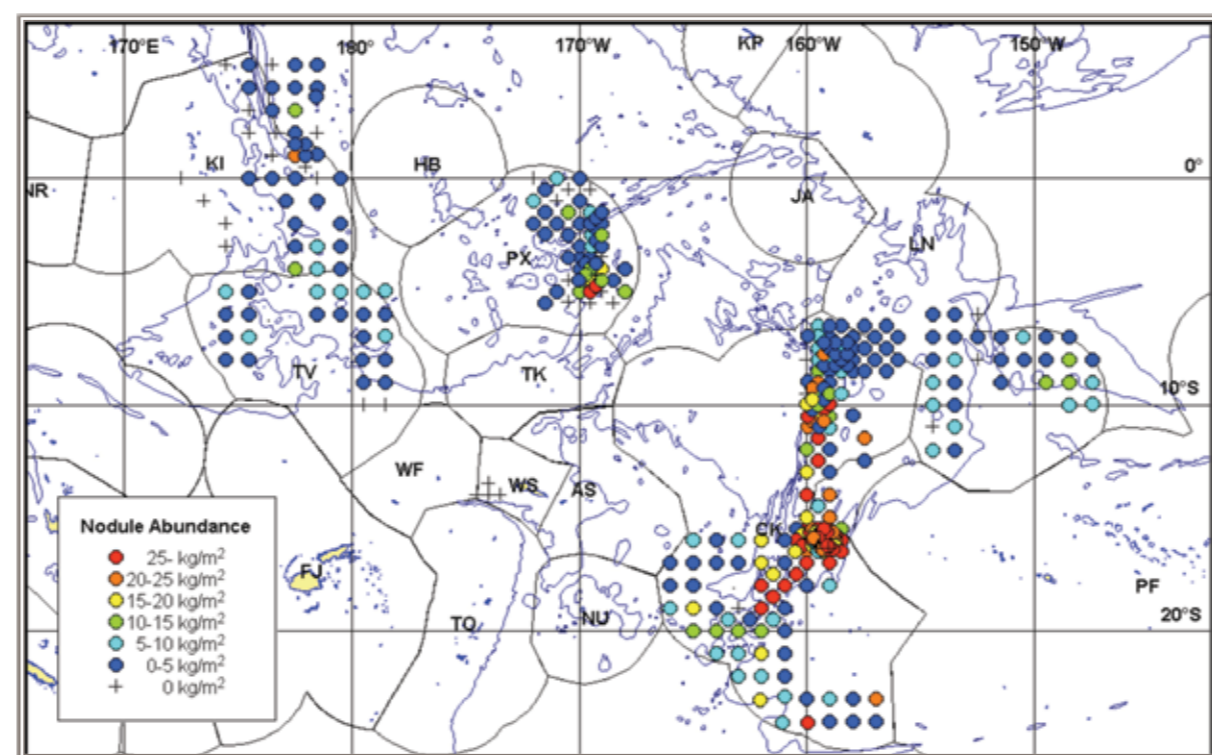 170°E 180° 170°W 160°W 150°W
KP
KI HB 0°
NR JA
LN
PX
TV TK
10°S
WF WS AS
CK
FJ PF
TO NU 20°S
Nodule Abundance
25- kg/m²
20-25 kg/m²
15-20 kg/m²
10-15 kg/m²
5-10 kg/m²
0-5 kg/m²
+ 0 kg/m²